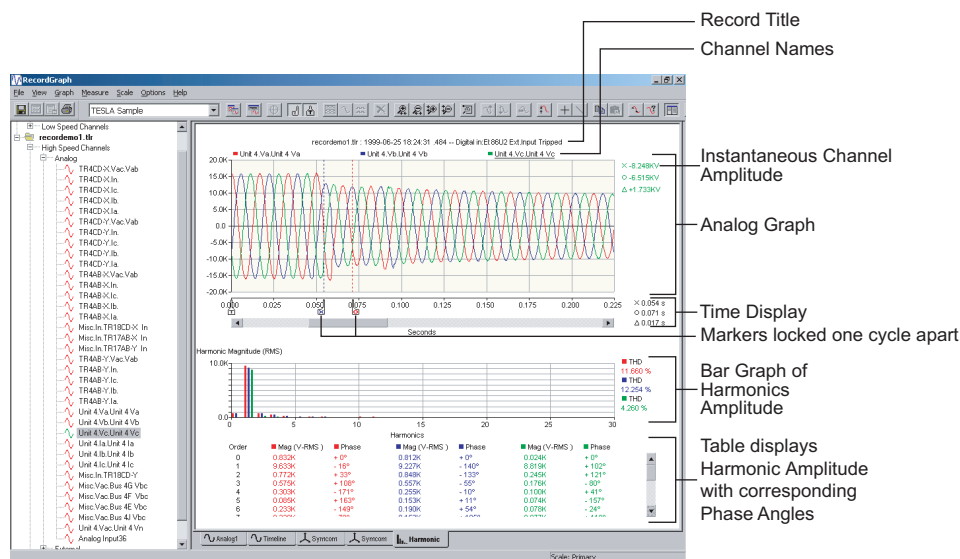 Record Title
Channel Names
RecordGraph
File View Graph Measure Scale Options Help
TESLA Sample
Low Speed Channels
recordemo1.tlr
High Speed Channels
Analog
TR4CD-X.Vac.Vab
TR4CD-X.In.
TR4CD-X.Ic.
TR4CD-X.Ib.
TR4CD-X.Ia.
TR4CD-Y.Vac.Vab
TR4CD-Y.In.
TR4CD-Y.Ic.
TR4CD-Y.Ib.
TR4CD-Y.Ia.
TR4AB-X.Vac.Vab
TR4AB-X.In.
TR4AB-X.Ic.
TR4AB-X.Ib.
TR4AB-X.Ia.
Misc.In.TR18CD-X In
Misc.In.TR17AB-X In
Misc.In.TR17AB-Y In
TR4AB-Y.Vac.Vab
TR4AB-Y.In.
TR4AB-Y.Ic.
TR4AB-Y.Ib.
TR4AB-Y.Ia.
Unit 4.Va.Unit 4 Va
Unit 4.Vb.Unit 4 Vb
Unit 4.Vc.Unit 4 Vc
Unit 4.Ia.Unit 4 Ia
Unit 4.Ib.Unit 4 Ib
Unit 4.Ic.Unit 4 Ic
Misc.In.TR18CD-Y
Misc.Vac.Bus 4G Vbc
Misc.Vac.Bus 4F Vbc
Misc.Vac.Bus 4E Vbc
Misc.Vac.Bus 4J Vbc
Unit 4.Vac.Unit 4 Vn
Analog Input36
External
recordemo1.tlr : 1999-06-25 18:24:31 .484 -- Digital in:Et86U2 Ext.Input Tripped
Unit 4.Va.Unit 4 Va Unit 4.Vb.Unit 4 Vb Unit 4.Vc.Unit 4 Vc
20.0K
15.0K
10.0K
5.0K
0.0
-5.0K
-10.0K
-15.0K
-20.0K
0.000 0.025 0.050 0.075 0.100 0.125 0.150 0.175 0.200 0.225
Seconds
X -8.248KV
O -6.515KV
Δ +1.733KV
X 0.054 s
O 0.071 s
Δ 0.017 s
Instantaneous Channel
Amplitude
Analog Graph
Time Display
Markers locked one cycle apart
Harmonic Magnitude (RMS)
10.0K
0.0
0 5 10 15 20 25 30
Harmonics
THD
11.660 %
THD
12.254 %
THD
4.260 %
Bar Graph of
Harmonics
Amplitude
Order Mag (V-RMS) Phase Mag (V-RMS) Phase Mag (V-RMS) Phase
0 0.832K + 0° 0.812K + 0° 0.024K + 0°
1 9.633K - 16° 9.227K - 140° 8.819K + 102°
2 0.772K + 33° 0.848K - 133° 0.245K + 121°
3 0.575K + 108° 0.557K - 55° 0.176K - 80°
4 0.303K - 171° 0.255K - 10° 0.100K + 41°
5 0.085K + 163° 0.153K + 11° 0.074K - 157°
6 0.233K - 149° 0.190K + 54° 0.078K - 24°
Table displays
Harmonic Amplitude
with corresponding
Phase Angles
Analog1 Timeline Symcom Symcom Harmonic
Scale: Primary